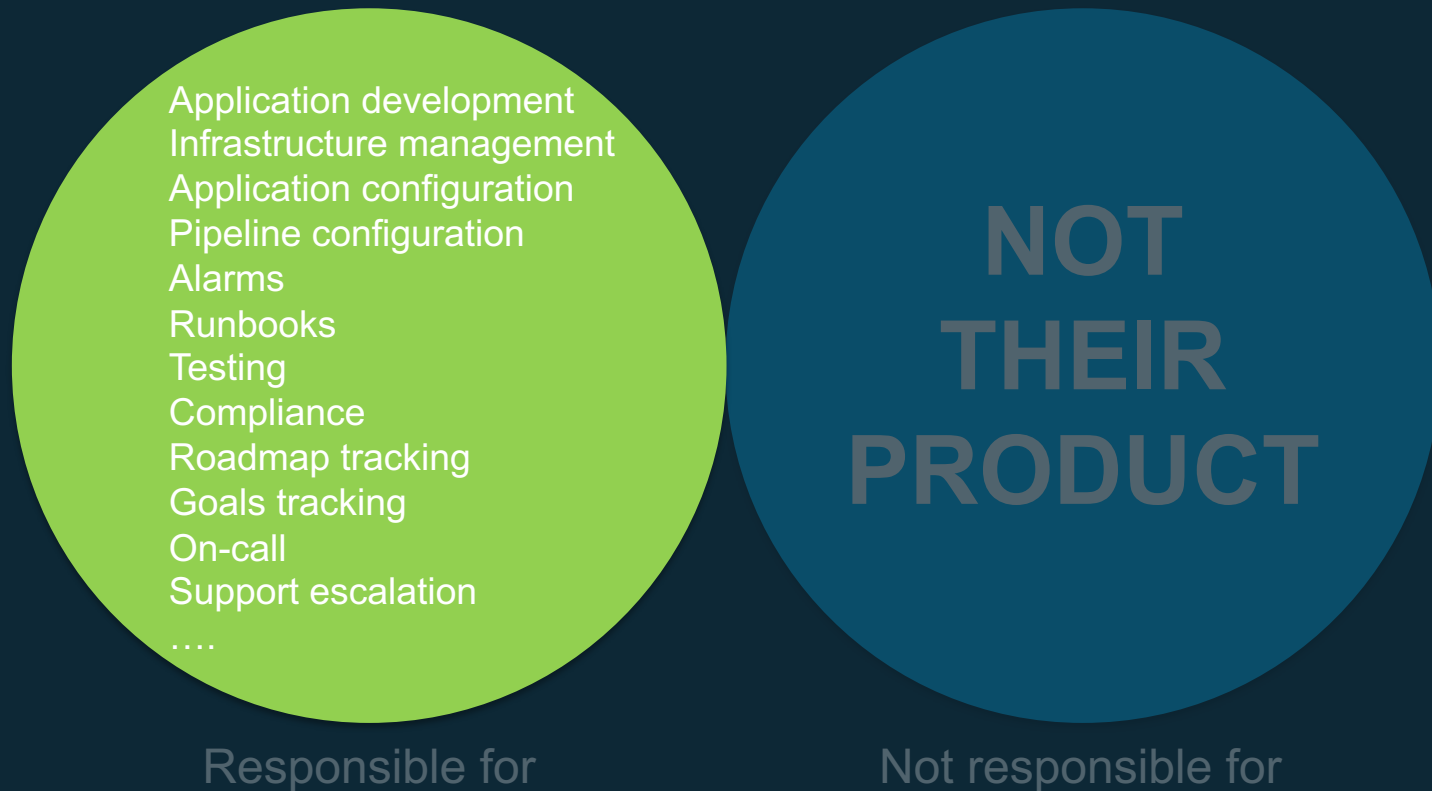 Application development
Infrastructure management
Application configuration
Pipeline configuration
Alarms
Runbooks
Testing
Compliance
Roadmap tracking
Goals tracking
On-call
Support escalation
….
NOT
THEIR
PRODUCT
Responsible for
Not responsible for